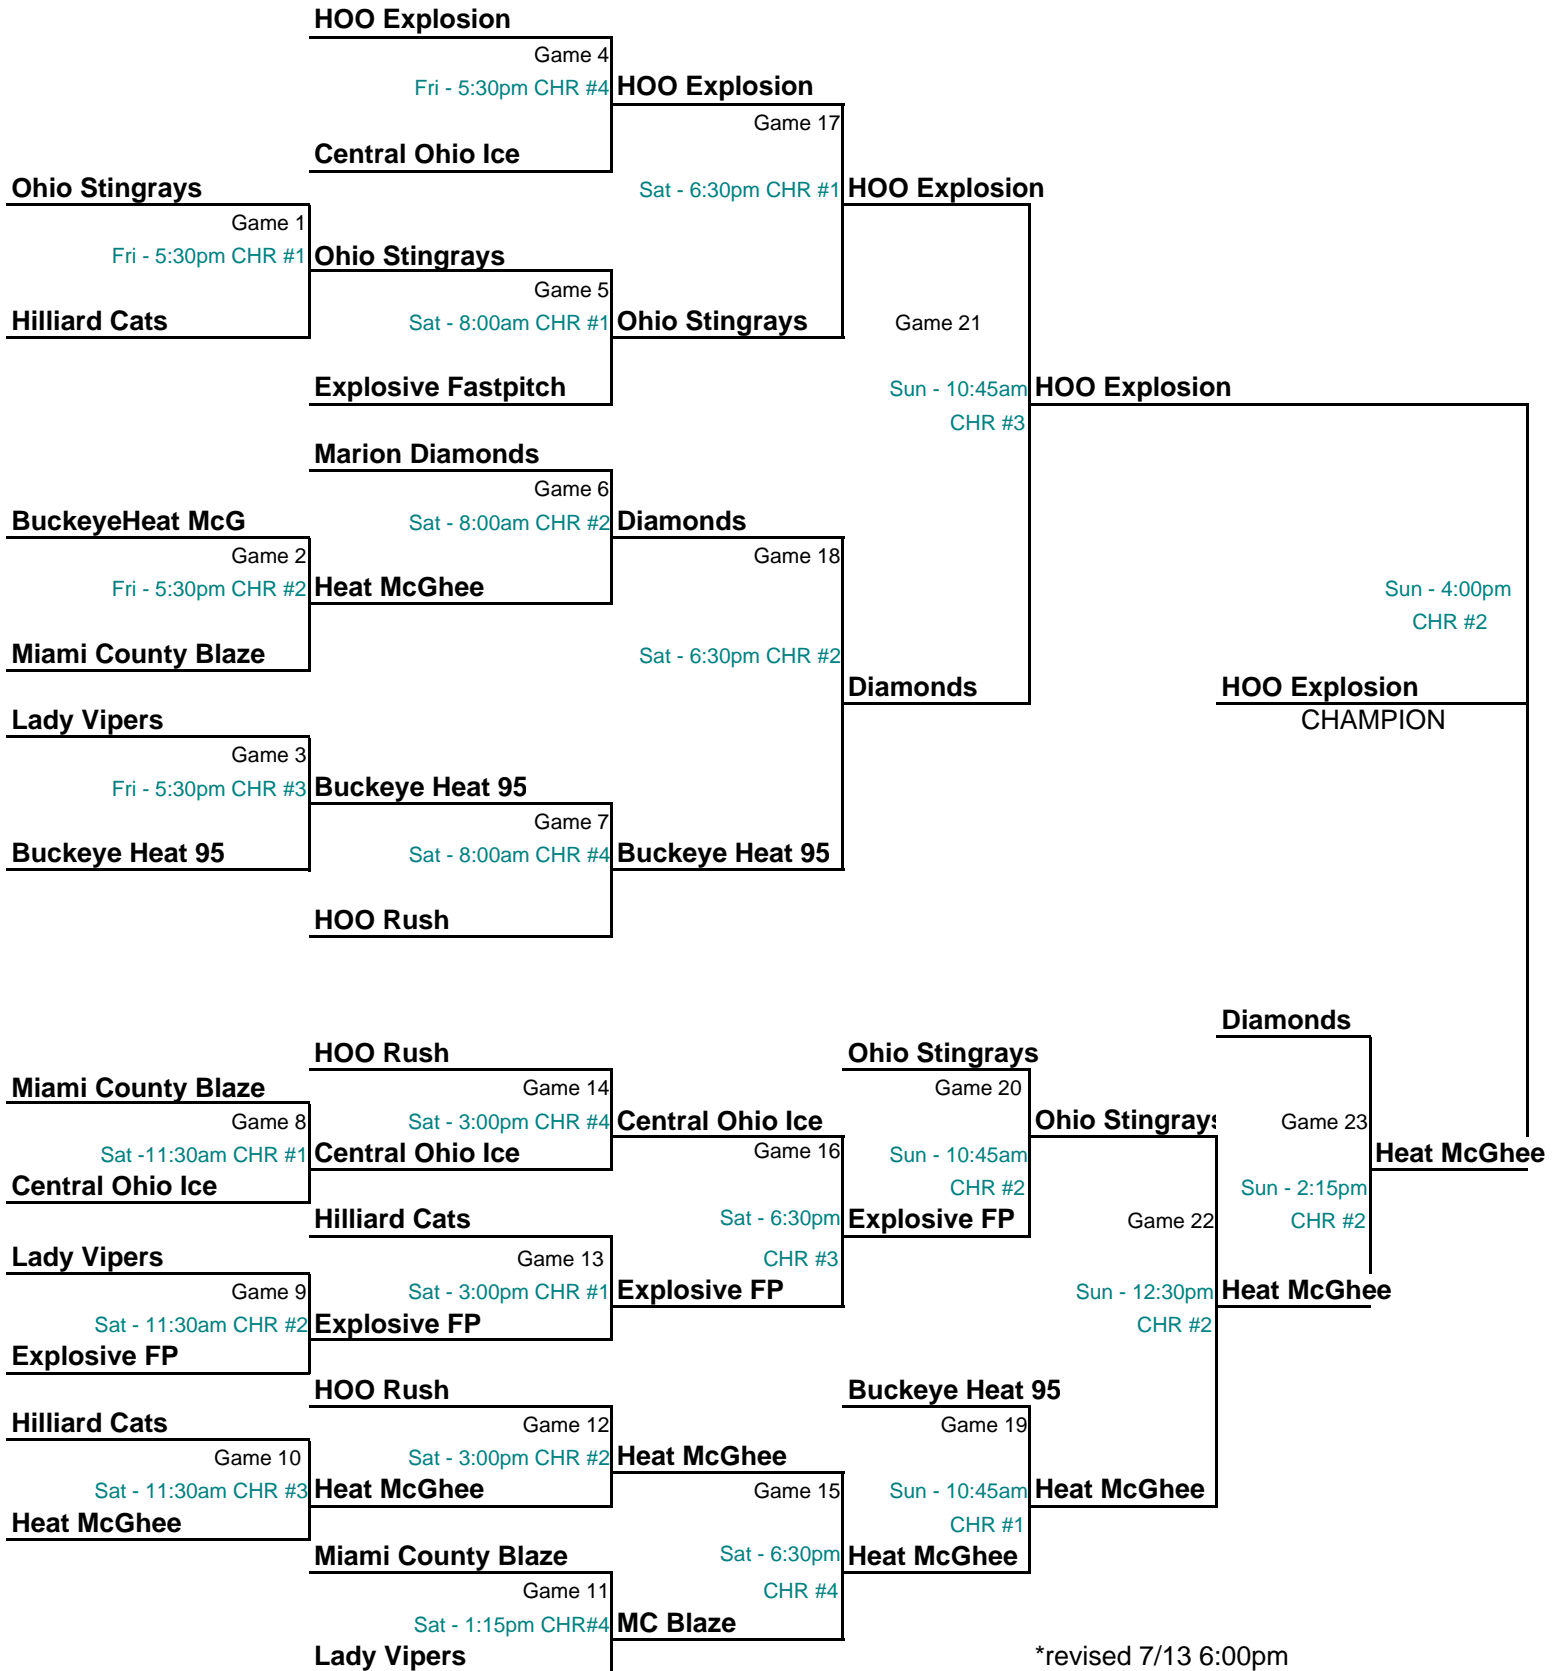 HOO Explosion
Game 4
Fri - 5:30pm CHR #4 HOO Explosion
Game 17
Central Ohio Ice
Ohio Stingrays Sat - 6:30pm CHR #1 HOO Explosion
Game 1
Fri - 5:30pm CHR #1 Ohio Stingrays
Game 5
Hilliard Cats Sat - 8:00am CHR #1 Ohio Stingrays Game 21
Explosive Fastpitch Sun - 10:45am HOO Explosion
CHR #3
Marion Diamonds
Game 6
BuckeyeHeat McG Sat - 8:00am CHR #2 Diamonds
Game 2 Game 18
Fri - 5:30pm CHR #2 Heat McGhee Sun - 4:00pm
CHR #2
Miami County Blaze Sat - 6:30pm CHR #2
Diamonds HOO Explosion
Lady Vipers CHAMPION
Game 3
Fri - 5:30pm CHR #3 Buckeye Heat 95
Game 7
Buckeye Heat 95 Sat - 8:00am CHR #4 Buckeye Heat 95
HOO Rush
Diamonds
HOO Rush Ohio Stingrays
Miami County Blaze Game 14 Game 20
Game 8 Sat - 3:00pm CHR #4 Central Ohio Ice Ohio Stingrays Game 23
Sat -11:30am CHR #1 Central Ohio Ice Game 16 Sun - 10:45am Heat McGhee
Central Ohio Ice CHR #2 Sun - 2:15pm
Hilliard Cats Sat - 6:30pm Explosive FP Game 22 CHR #2
Lady Vipers Game 13 CHR #3
Game 9 Sat - 3:00pm CHR #1 Explosive FP Sun - 12:30pm Heat McGhee
Sat - 11:30am CHR #2 Explosive FP CHR #2
Explosive FP
HOO Rush Buckeye Heat 95
Hilliard Cats Game 12 Game 19
Game 10 Sat - 3:00pm CHR #2 Heat McGhee
Sat - 11:30am CHR #3 Heat McGhee Game 15 Sun - 10:45am Heat McGhee
Heat McGhee CHR #1
Miami County Blaze Sat - 6:30pm Heat McGhee
Game 11 CHR #4
Sat - 1:15pm CHR#4 MC Blaze
Lady Vipers *revised 7/13 6:00pm